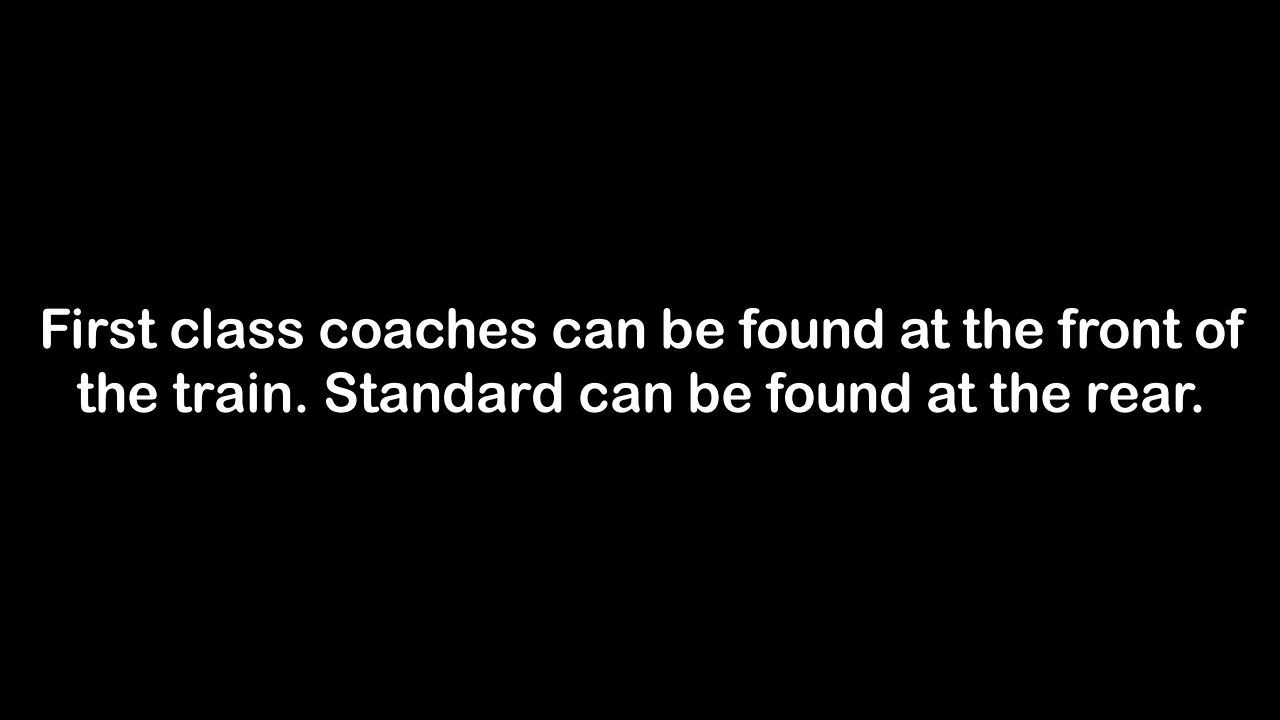 First class coaches can be found at the front of
the train. Standard can be found at the rear.